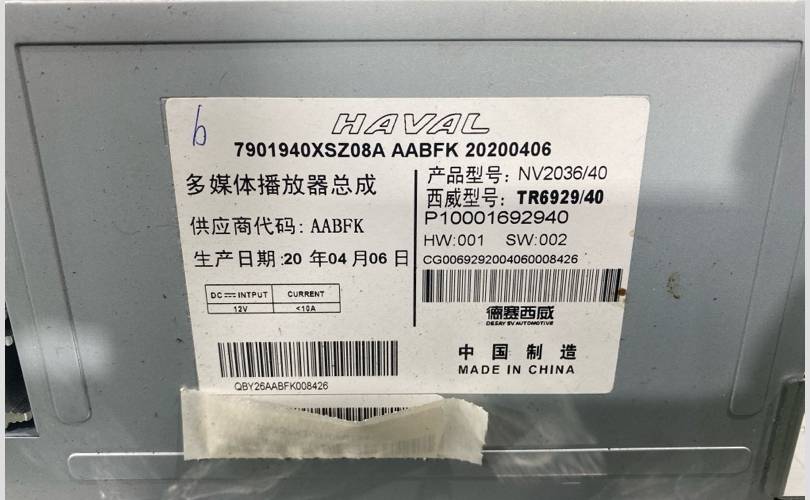 b
HAVAL
7901940XSZ08A AABFK 20200406
多媒体播放器总成
供应商代码: AABFK
生产日期:20 年04月06日
DC⎓INTPUT CURRENT
12V <10A
QBY26AABFK008426
产品型号: NV2036/40
西威型号: TR6929/40
P10001692940
HW:001 SW:002
CG0069292004060008426
德赛西威
DESAY SV AUTOMOTIVE
中国制造
MADE IN CHINA